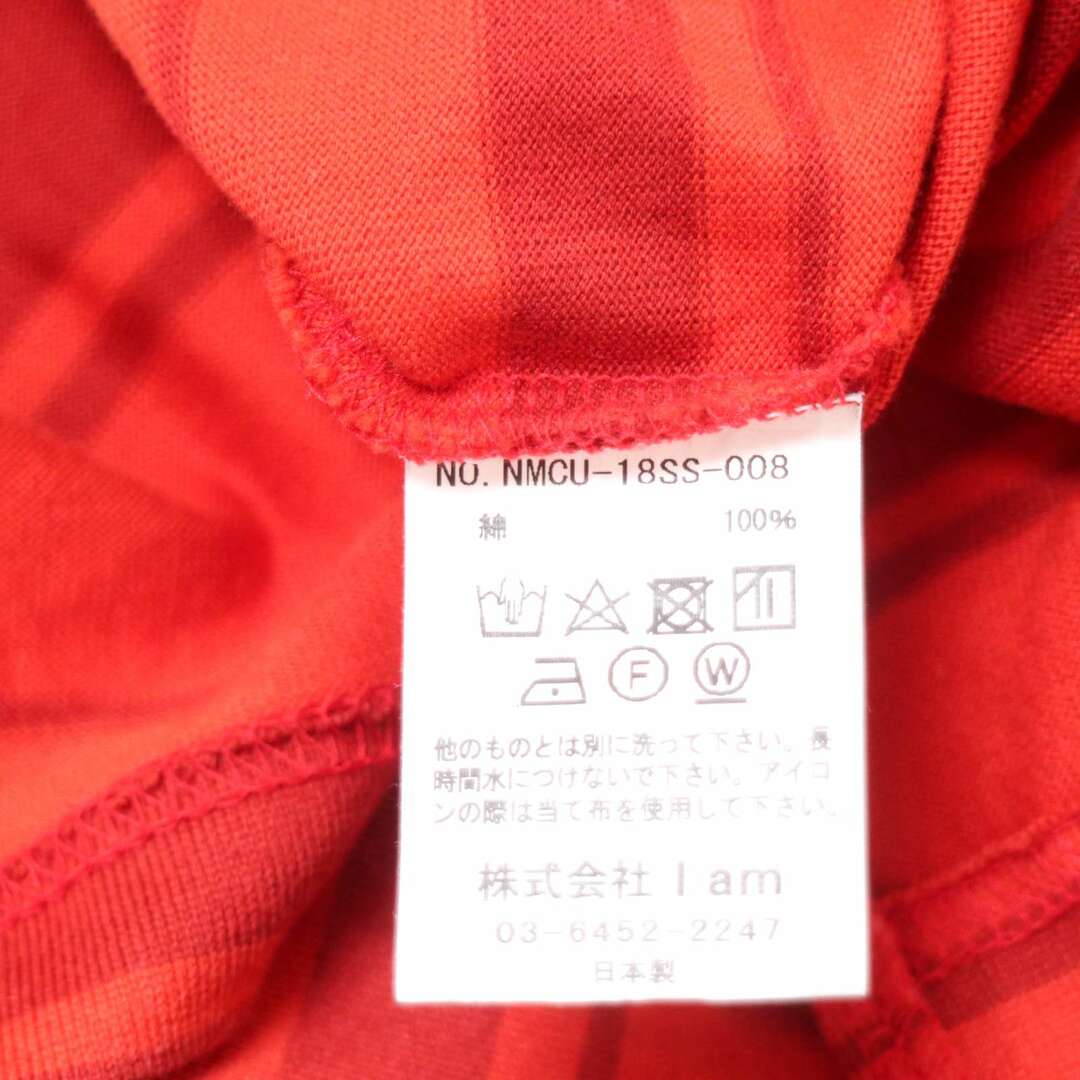 NO. NMCU-18SS-008
綿 100%
F W
他のものとは別に洗って下さい。長
時間水につけないで下さい。アイロ
ンの際は当て布を使用して下さい。
株式会社 I am
03-6452-2247
日本製